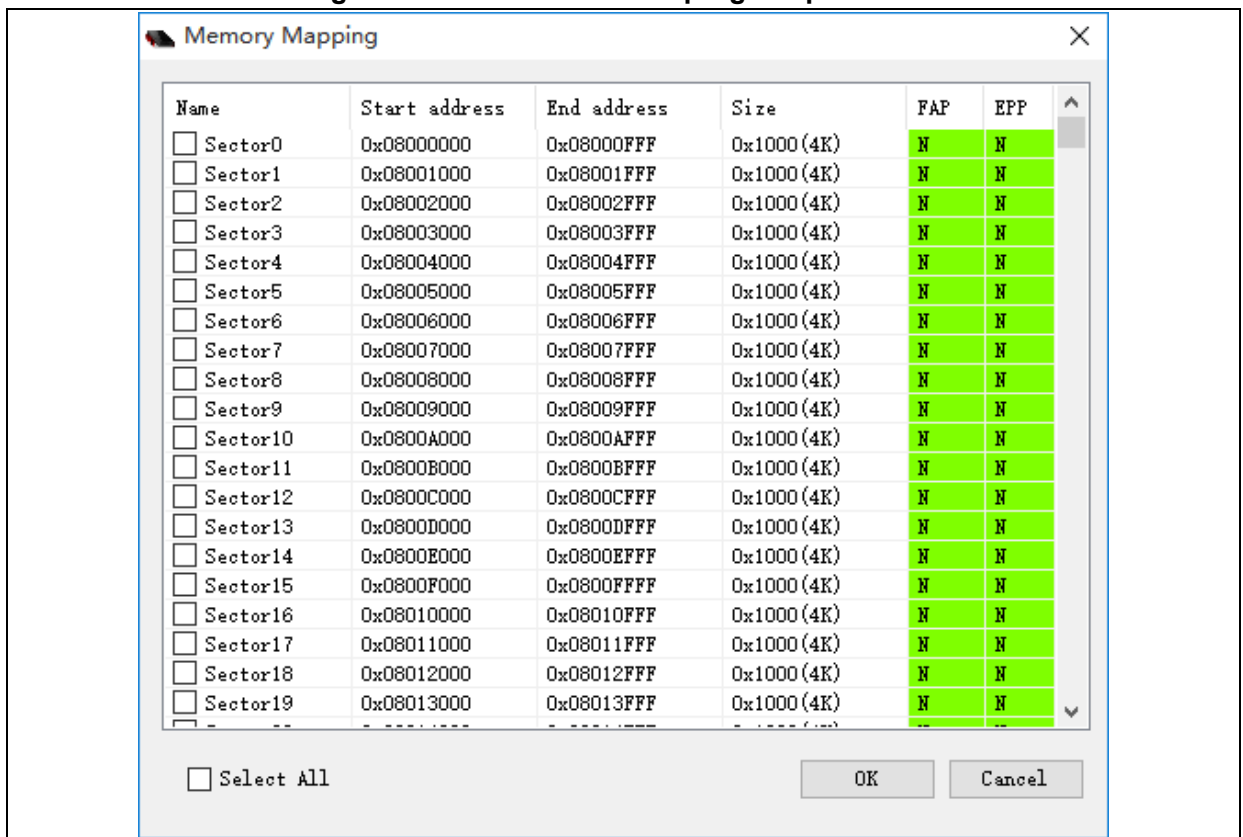 Memory Mapping
Name Start address End address Size FAP EPP
Sector0 0x08000000 0x08000FFF 0x1000(4K) N N
Sector1 0x08001000 0x08001FFF 0x1000(4K) N N
Sector2 0x08002000 0x08002FFF 0x1000(4K) N N
Sector3 0x08003000 0x08003FFF 0x1000(4K) N N
Sector4 0x08004000 0x08004FFF 0x1000(4K) N N
Sector5 0x08005000 0x08005FFF 0x1000(4K) N N
Sector6 0x08006000 0x08006FFF 0x1000(4K) N N
Sector7 0x08007000 0x08007FFF 0x1000(4K) N N
Sector8 0x08008000 0x08008FFF 0x1000(4K) N N
Sector9 0x08009000 0x08009FFF 0x1000(4K) N N
Sector10 0x0800A000 0x0800AFFF 0x1000(4K) N N
Sector11 0x0800B000 0x0800BFFF 0x1000(4K) N N
Sector12 0x0800C000 0x0800CFFF 0x1000(4K) N N
Sector13 0x0800D000 0x0800DFFF 0x1000(4K) N N
Sector14 0x0800E000 0x0800EFFF 0x1000(4K) N N
Sector15 0x0800F000 0x0800FFFF 0x1000(4K) N N
Sector16 0x08010000 0x08010FFF 0x1000(4K) N N
Sector17 0x08011000 0x08011FFF 0x1000(4K) N N
Sector18 0x08012000 0x08012FFF 0x1000(4K) N N
Sector19 0x08013000 0x08013FFF 0x1000(4K) N N
Select All OK Cancel